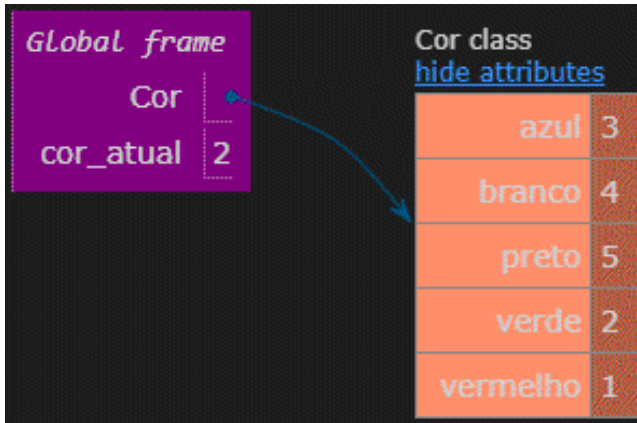 Global frame
Cor
cor_atual 2
Cor class
hide attributes
azul 3
branco 4
preto 5
verde 2
vermelho 1